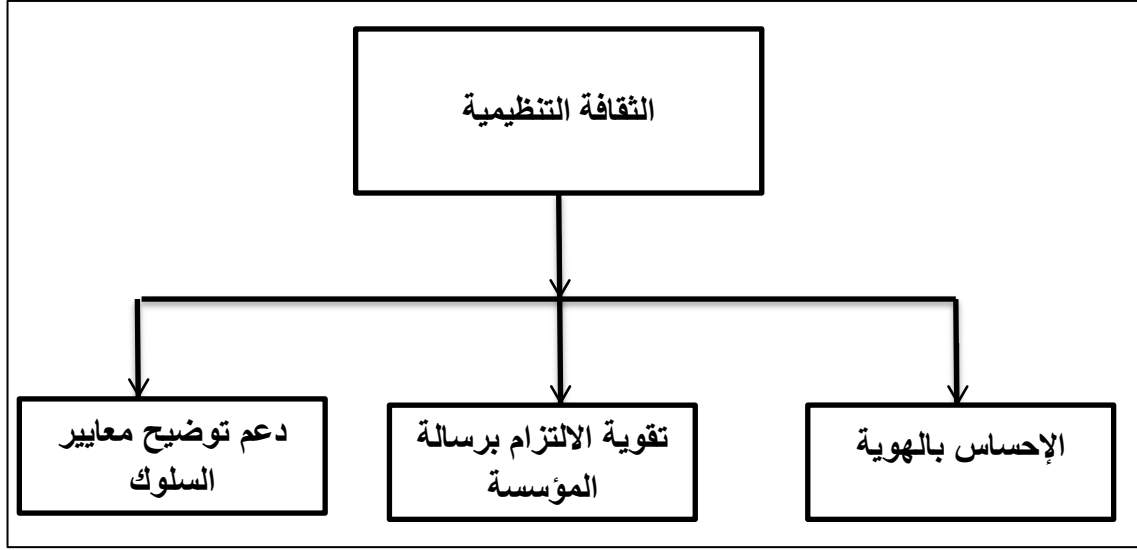 الثقافة التنظيمية
الإحساس بالهوية
تقوية الالتزام برسالة
المؤسسة
دعم توضيح معايير
السلوك